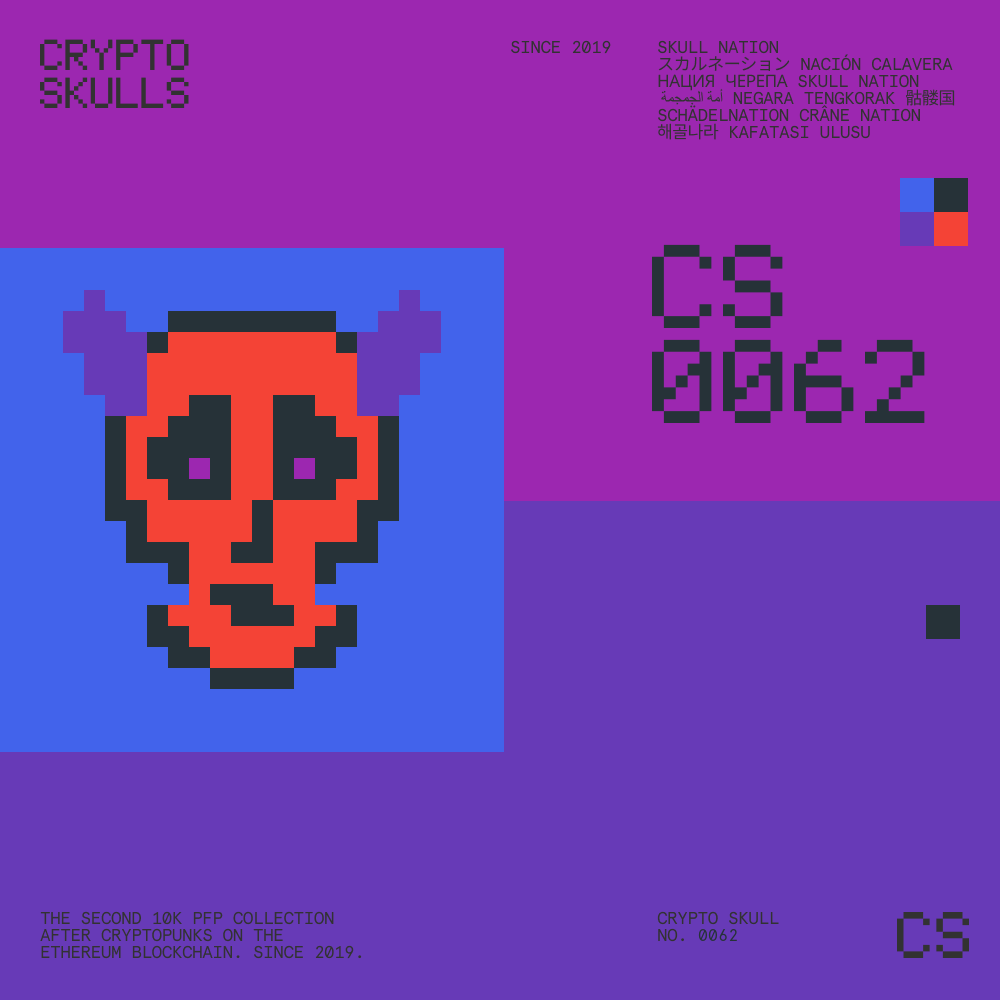 CRYPTO
SKULLS
SINCE 2019
SKULL NATION
スカルネーション NACIÓN CALAVERA
НАЦИЯ ЧЕРЕПА SKULL NATION
أمة الجمجمة NEGARA TENGKORAK 骷髅国
SCHÄDELNATION CRÂNE NATION
해골나라 KAFATASI ULUSU
CS
0062
THE SECOND 10K PFP COLLECTION
AFTER CRYPTOPUNKS ON THE
ETHEREUM BLOCKCHAIN. SINCE 2019.
CRYPTO SKULL
NO. 0062
CS